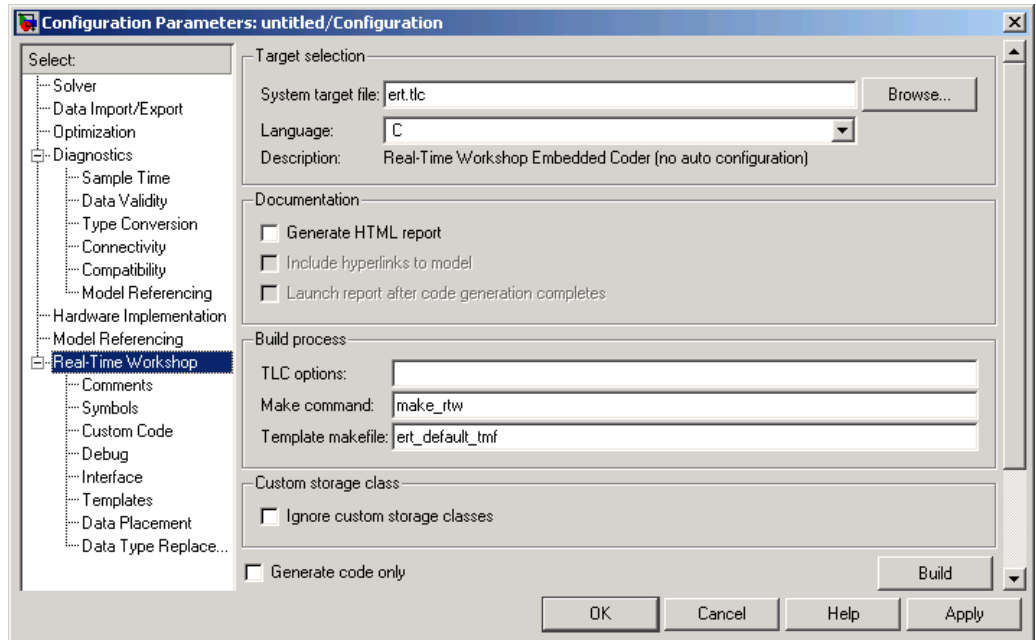 Configuration Parameters: untitled/Configuration
Select:
Solver
Data Import/Export
Optimization
Diagnostics
Sample Time
Data Validity
Type Conversion
Connectivity
Compatibility
Model Referencing
Hardware Implementation
Model Referencing
Real-Time Workshop
Comments
Symbols
Custom Code
Debug
Interface
Templates
Data Placement
Data Type Replace...
Target selection
System target file: ert.tlc Browse...
Language: C
Description: Real-Time Workshop Embedded Coder (no auto configuration)
Documentation
Generate HTML report
Include hyperlinks to model
Launch report after code generation completes
Build process
TLC options:
Make command: make_rtw
Template makefile: ert_default_tmf
Custom storage class
Ignore custom storage classes
Generate code only Build
OK Cancel Help Apply